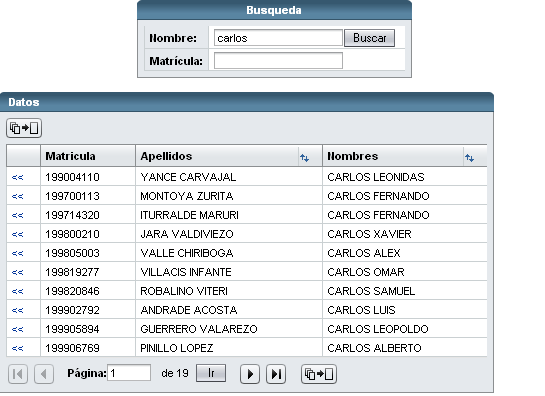 Busqueda
Nombre: carlos Buscar
Matrícula:
Datos
Matricula Apellidos Nombres
<< 199004110 YANCE CARVAJAL CARLOS LEONIDAS
<< 199700113 MONTOYA ZURITA CARLOS FERNANDO
<< 199714320 ITURRALDE MARURI CARLOS FERNANDO
<< 199800210 JARA VALDIVIEZO CARLOS XAVIER
<< 199805003 VALLE CHIRIBOGA CARLOS ALEX
<< 199819277 VILLACIS INFANTE CARLOS OMAR
<< 199820846 ROBALINO VITERI CARLOS SAMUEL
<< 199902792 ANDRADE ACOSTA CARLOS LUIS
<< 199905894 GUERRERO VALAREZO CARLOS LEOPOLDO
<< 199906769 PINILLO LOPEZ CARLOS ALBERTO
Página: 1 de 19 Ir